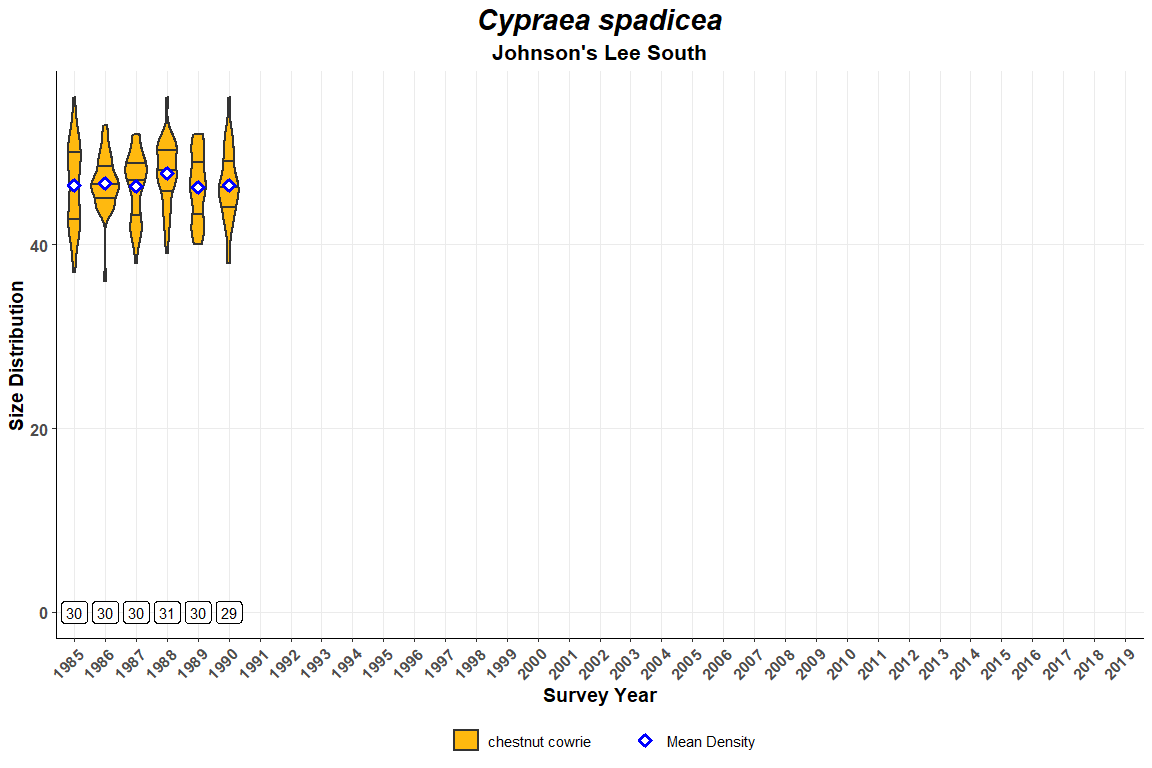 Cypraea spadicea
Johnson's Lee South
Size Distribution
40
20
0
30 30 30 31 30 29
1985 1986 1987 1988 1989 1990 1991 1992 1993 1994 1995 1996 1997 1998 1999 2000 2001 2002 2003 2004 2005 2006 2007 2008 2009 2010 2011 2012 2013 2014 2015 2016 2017 2018 2019
Survey Year
chestnut cowrie Mean Density